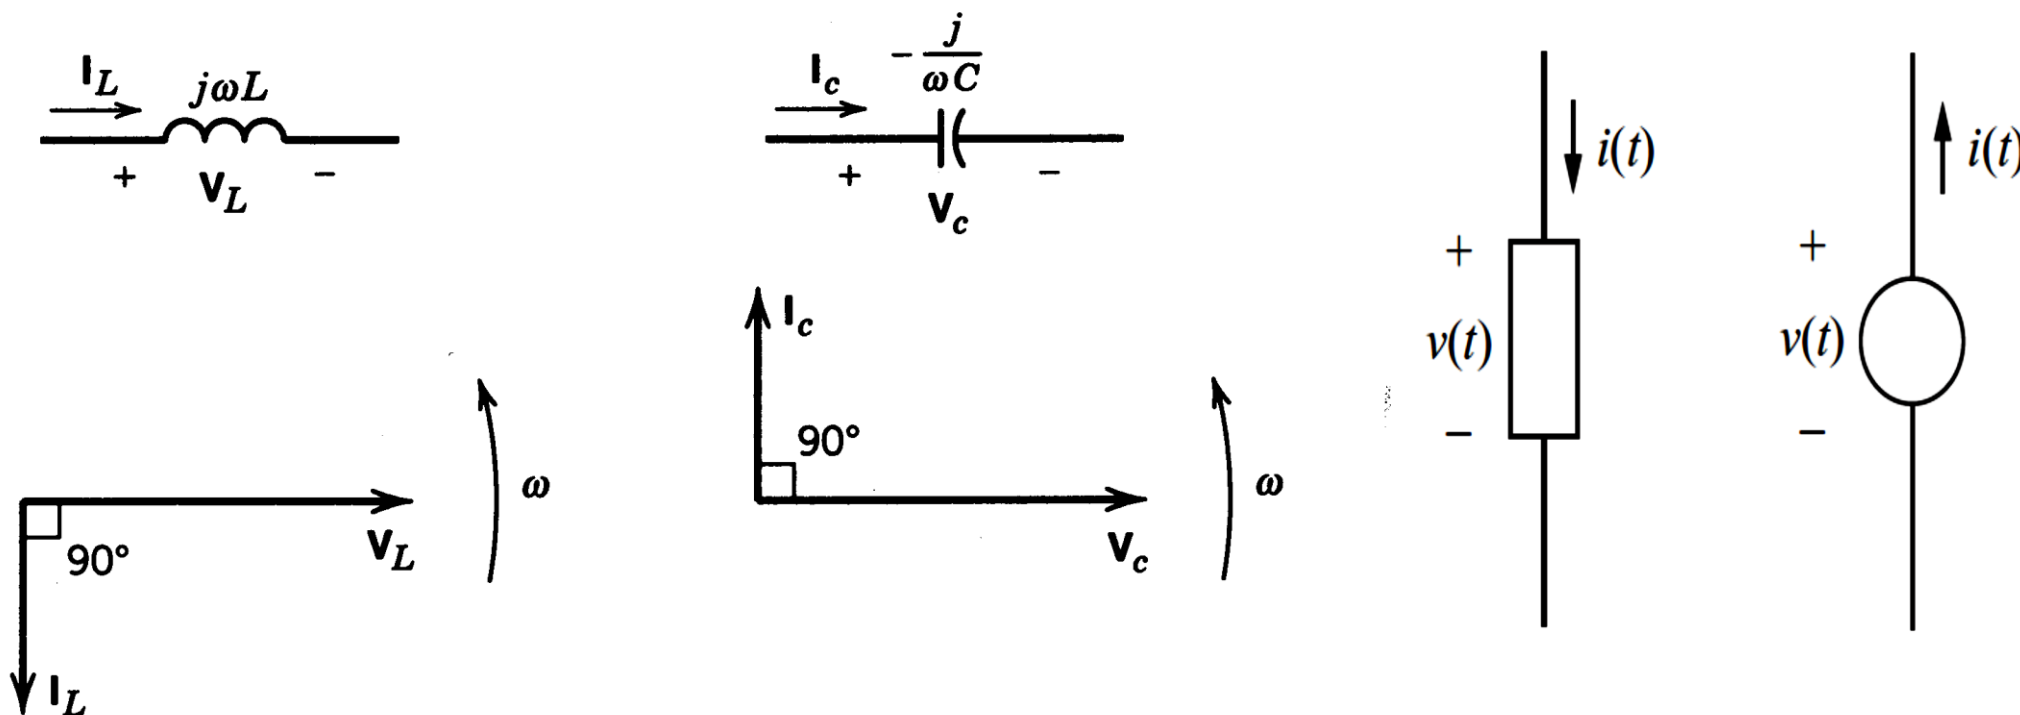 I_L
jωL
+ V_L −
I_c
− j/ωC
+ V_c −
90°
V_L
I_L
ω
I_c
90°
V_c
ω
i(t)
+
v(t)
−
i(t)
+
v(t)
−